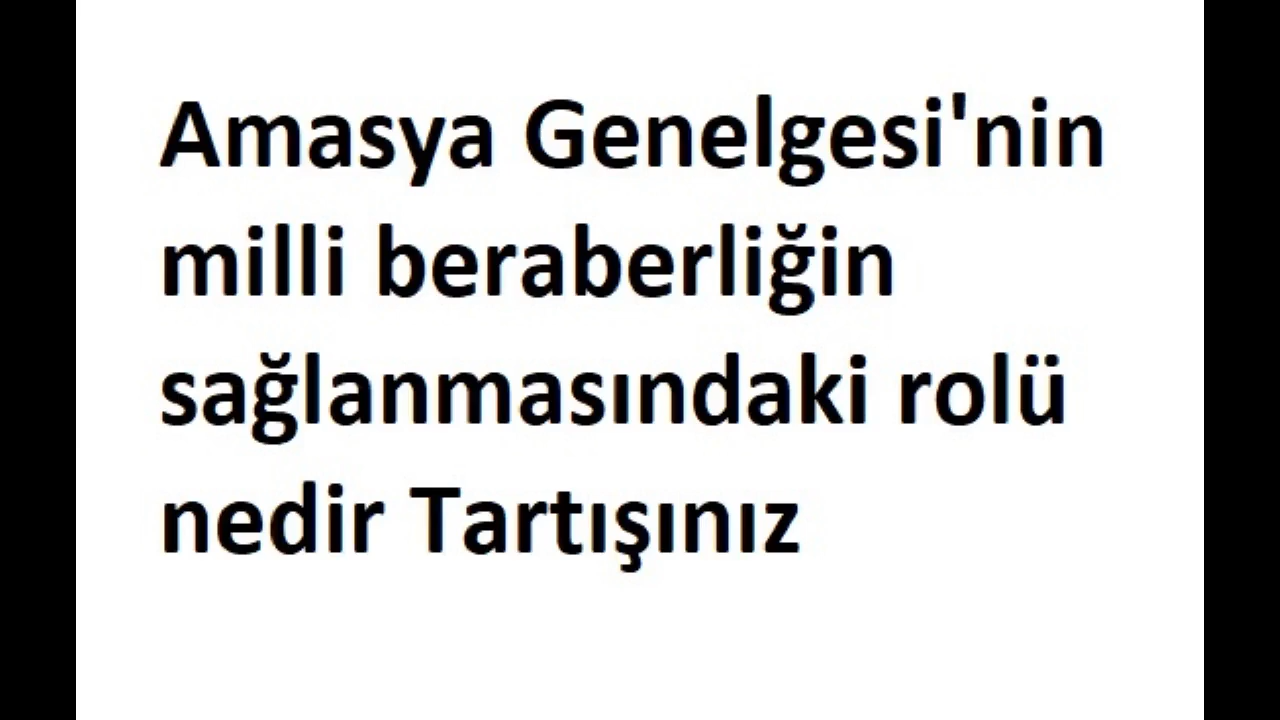 Amasya Genelgesi'nin
milli beraberliğin
sağlanmasındaki rolü
nedir Tartışınız